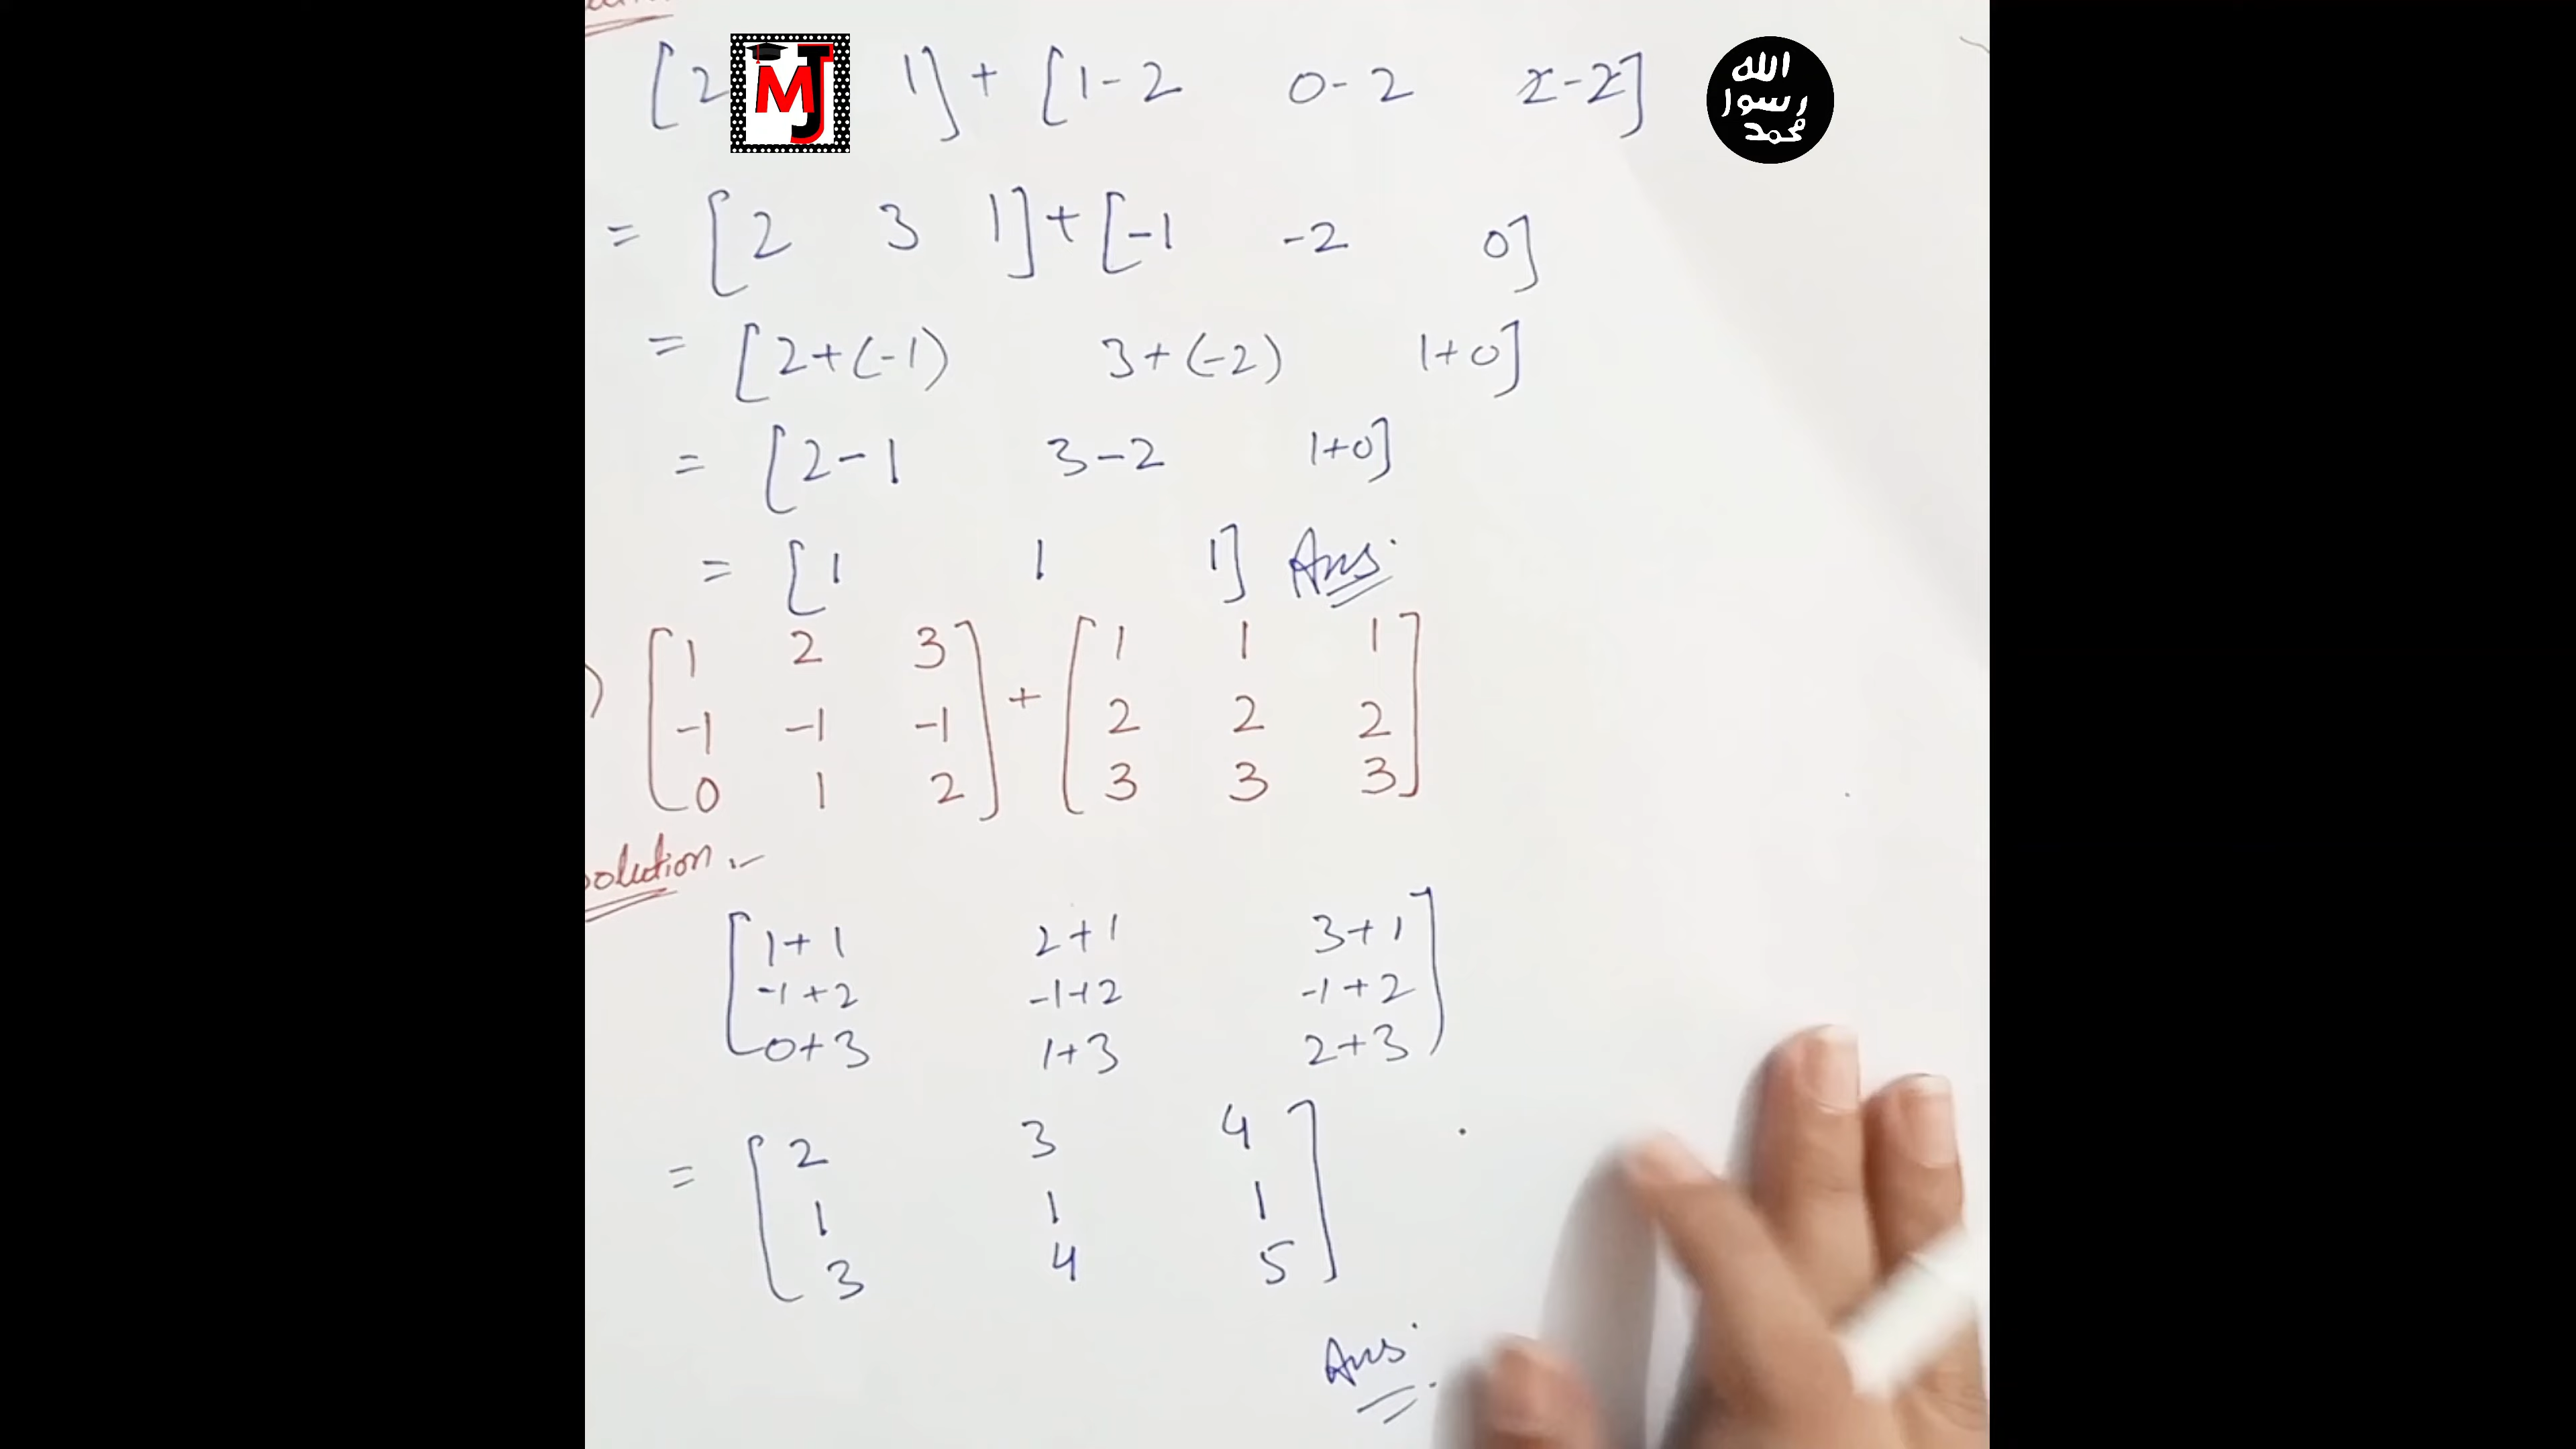 [2 1] + [1-2 0-2 2-2]
MJ
الله
رسول
محمد
= [2 3 1] + [-1 -2 0]
= [2+(-1) 3+(-2) 1+0]
= [2-1 3-2 1+0]
= [1 1 1] Ans.
) [1 2 3] + [1 1 1]
-1 -1 -1 2 2 2
0 1 2 3 3 3
Solution :-
[1+1 2+1 3+1]
-1+2 -1+2 -1+2
0+3 1+3 2+3
= [2 3 4]
1 1 1
3 4 5
Ans.